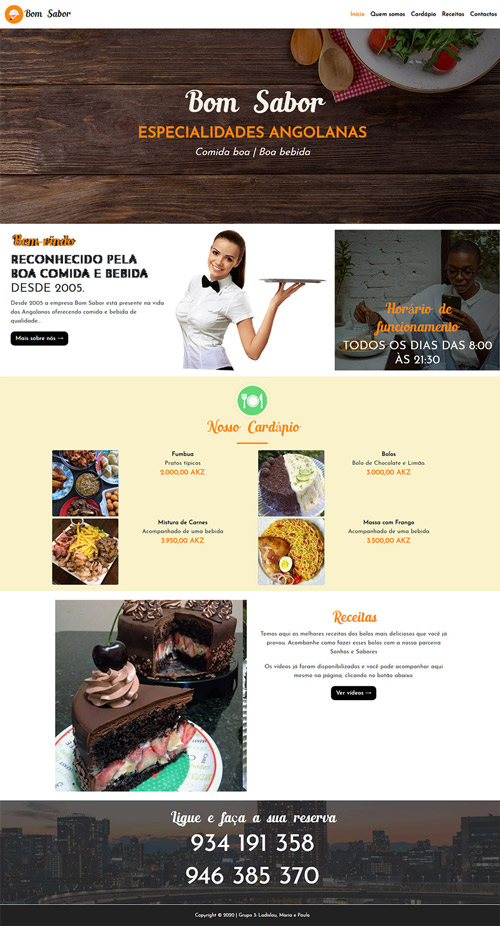 Bom Sabor
Início Quem somos Cardápio Receitas Contactos
Bom Sabor
ESPECIALIDADES ANGOLANAS
Comida boa | Boa bebida
Bem-vindo
RECONHECIDO PELA
BOA COMIDA E BEBIDA
DESDE 2005.
Desde 2005 a empresa Bom Sabor está presente na vida
dos Angolanos oferecendo comida e bebida de
qualidade...
Mais sobre nós →
Horário de
funcionamento
TODOS OS DIAS DAS 8:00
ÀS 21:30
Nosso Cardápio
Fumbua
Pratos típicos
2.000,00 AKZ
Bolos
Bolo de Chocolate e Limão.
3.000,00 AKZ
Mistura de Carnes
Acompanhado de uma bebida
3.950,00 AKZ
Massa com Frango
Acompanhado de uma bebida
3.500,00 AKZ
Receitas
Temos aqui as melhores receitas dos bolos mais deliciosos que você já
provou. Acombanhe como fazer esses bolos com a nossa parceira
Sonhos e Sabores
Os vídeos já foram disponibilizados e você pode acompanhar aqui
mesmo na página, clicando no botão abaixo.
Ver vídeos →
Ligue e faça a sua reserva
934 191 358
946 385 370
Copyright © 2020 | Grupo 3: Ladislau, Maria e Paulo